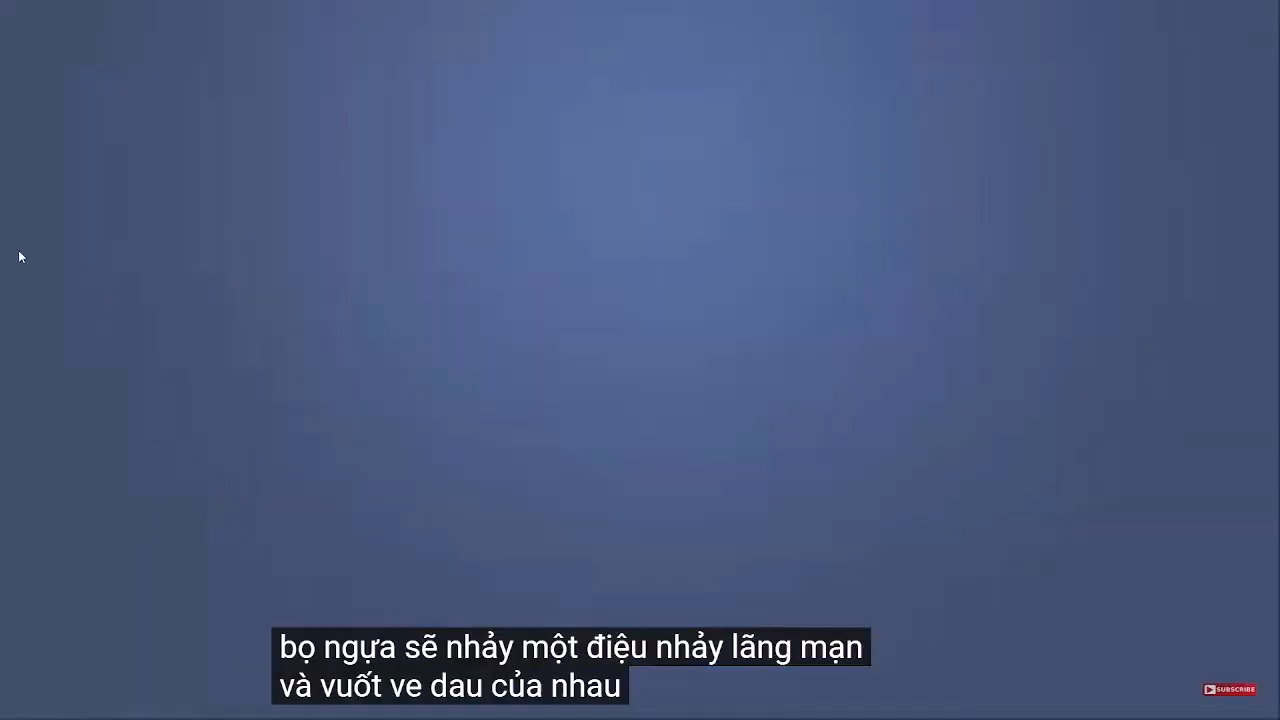 bọ ngựa sẽ nhảy một điệu nhảy lãng mạn
và vuốt ve dau của nhau
SUBSCRIBE